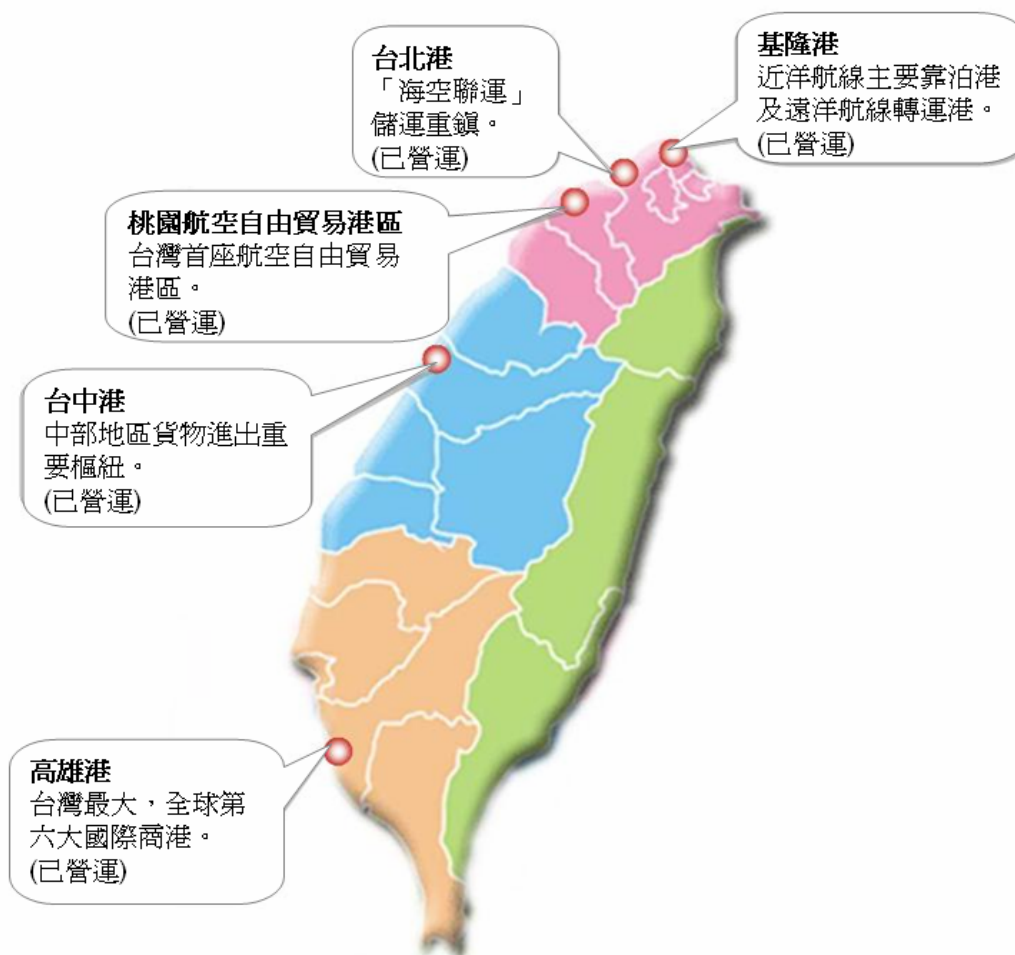 台北港
「海空聯運」
儲運重鎮。
(已營運)
基隆港
近洋航線主要靠泊港
及遠洋航線轉運港。
(已營運)
桃園航空自由貿易港區
台灣首座航空自由貿易
港區。
(已營運)
台中港
中部地區貨物進出重
要樞紐。
(已營運)
高雄港
台灣最大，全球第
六大國際商港。
(已營運)